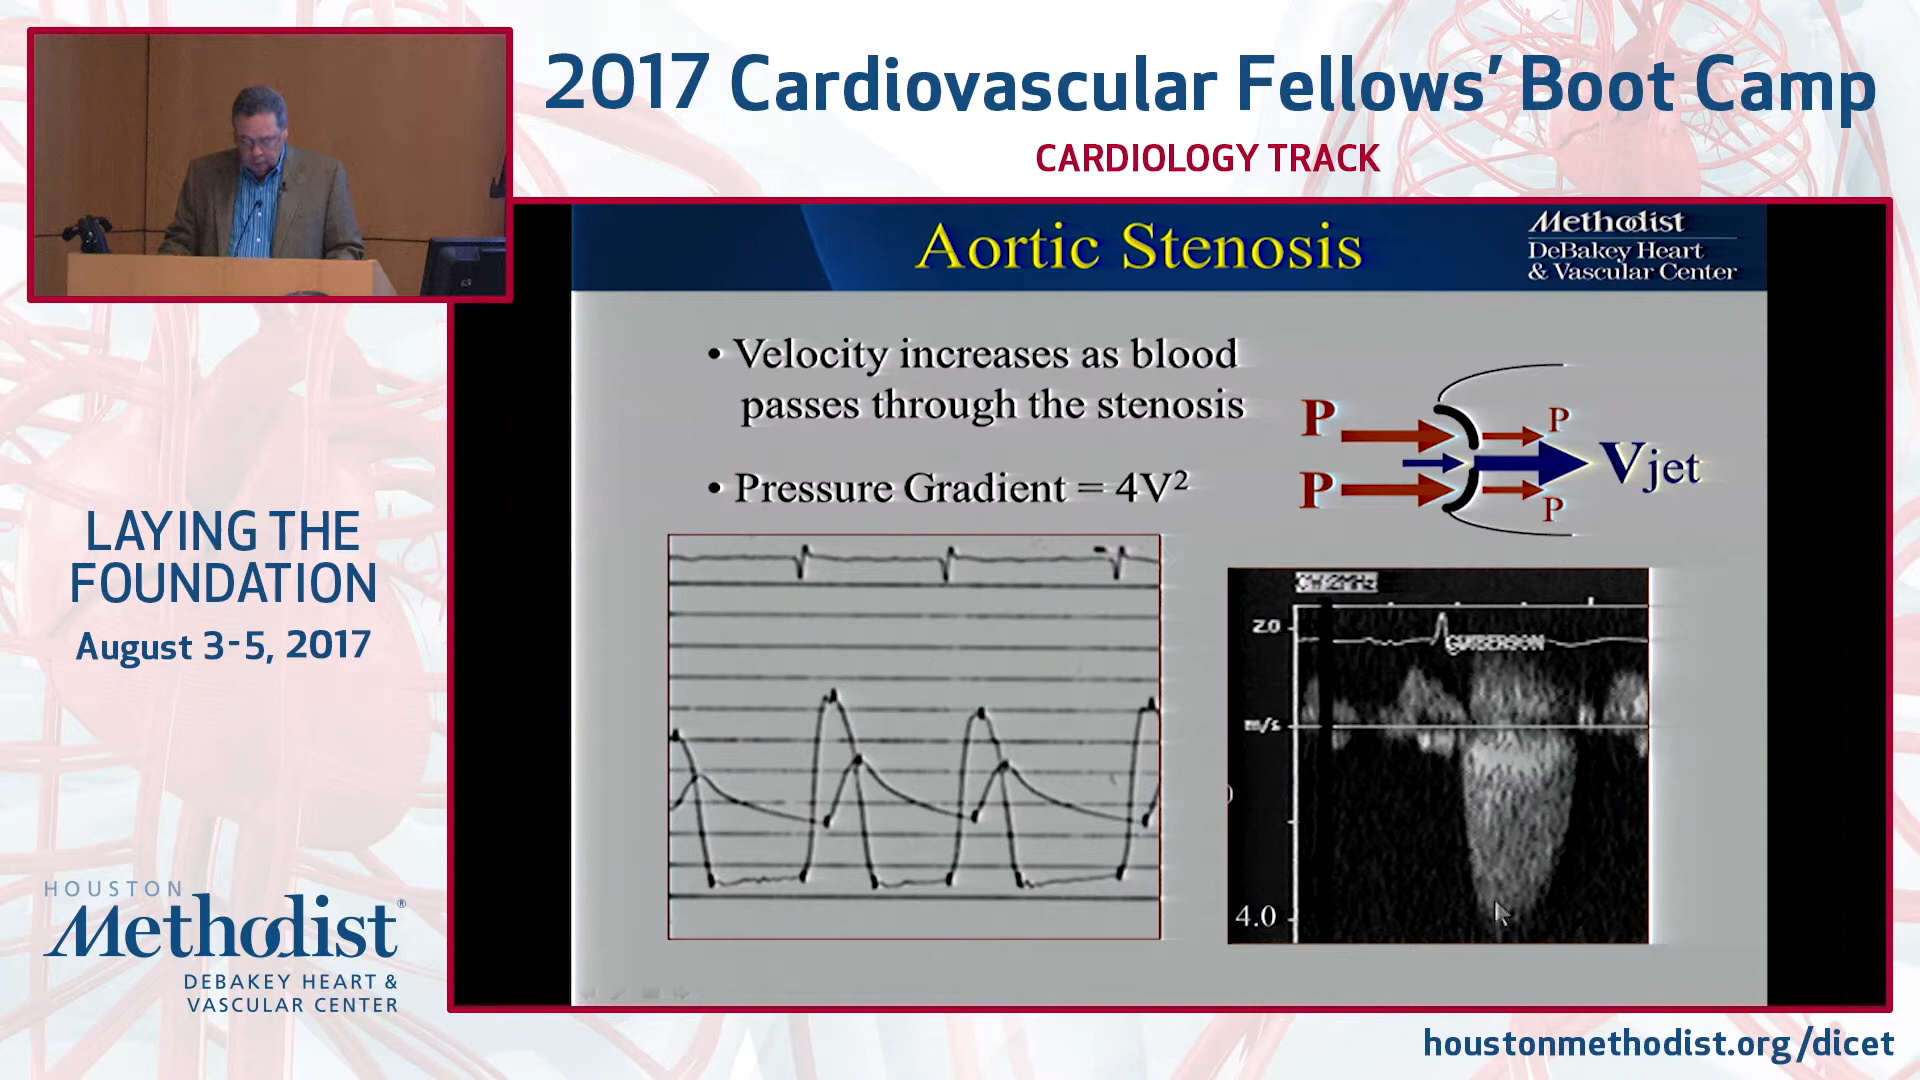 2017 Cardiovascular Fellows’ Boot Camp
CARDIOLOGY TRACK
Aortic Stenosis
Methodist
DeBakey Heart
& Vascular Center
• Velocity increases as blood
passes through the stenosis
• Pressure Gradient = 4V²
P
P
P
P
Vjet
CW 2MHz
2.0
m/s
4.0
LAYING THE
FOUNDATION
August 3-5, 2017
HOUSTON
Methodist®
DEBAKEY HEART &
VASCULAR CENTER
houstonmethodist.org/dicet